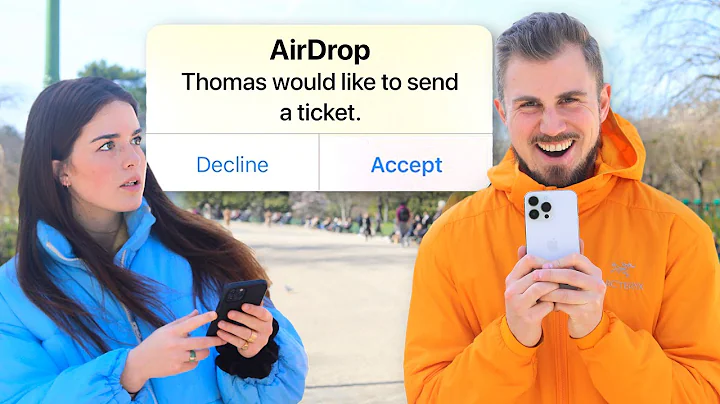 AirDrop
Thomas would like to send
a ticket.
Decline
Accept